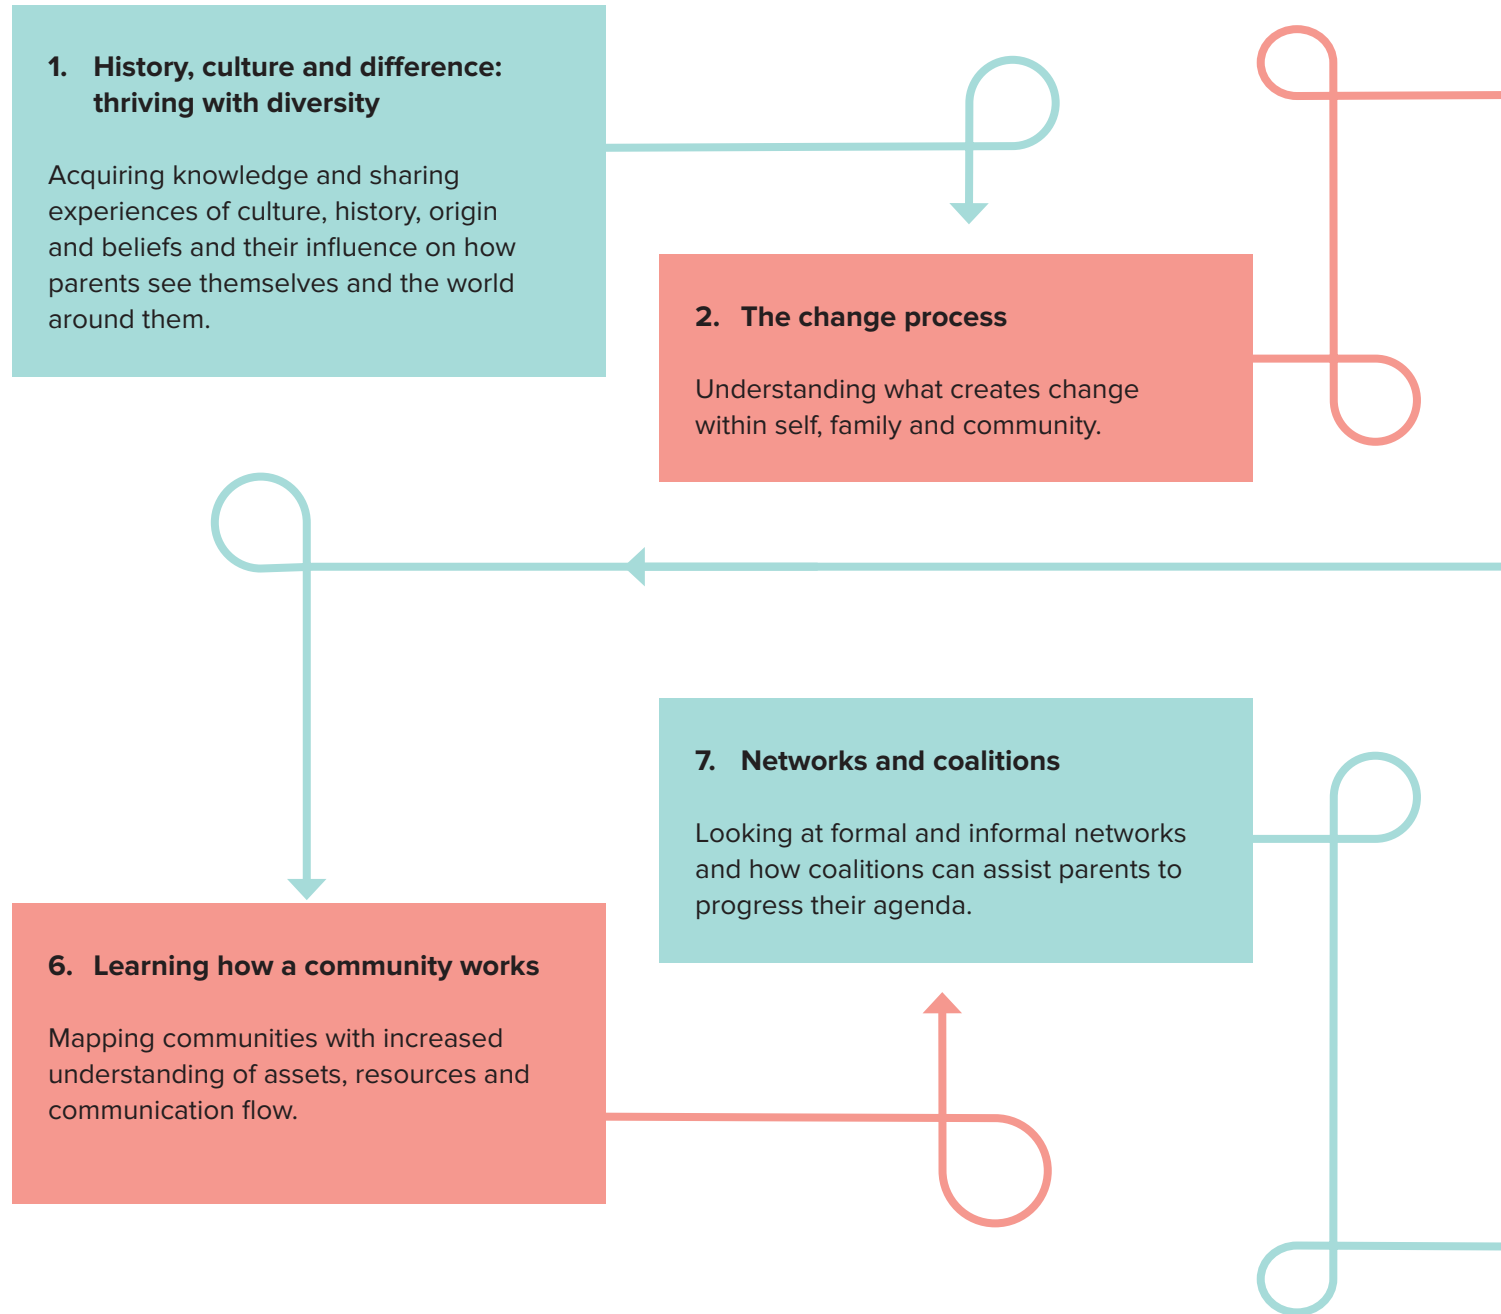 1. History, culture and difference:
thriving with diversity
Acquiring knowledge and sharing
experiences of culture, history, origin
and beliefs and their influence on how
parents see themselves and the world
around them.
2. The change process
Understanding what creates change
within self, family and community.
7. Networks and coalitions
Looking at formal and informal networks
and how coalitions can assist parents to
progress their agenda.
6. Learning how a community works
Mapping communities with increased
understanding of assets, resources and
communication flow.